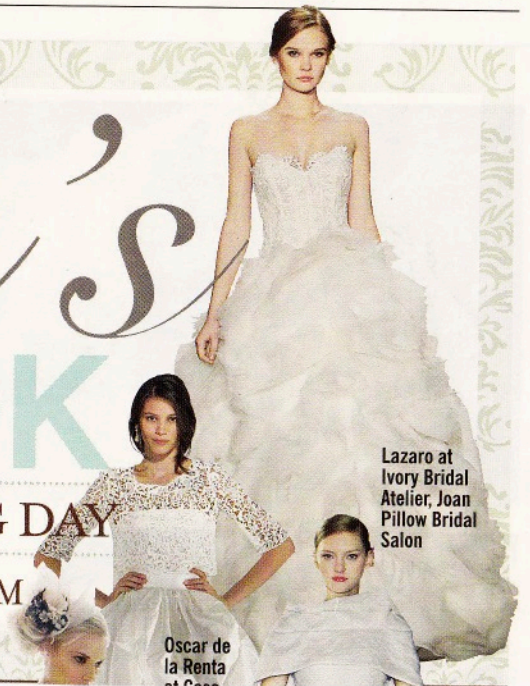 's
K
G DAY
M
Lazaro at
Ivory Bridal
Atelier, Joan
Pillow Bridal
Salon
Oscar de
la Renta